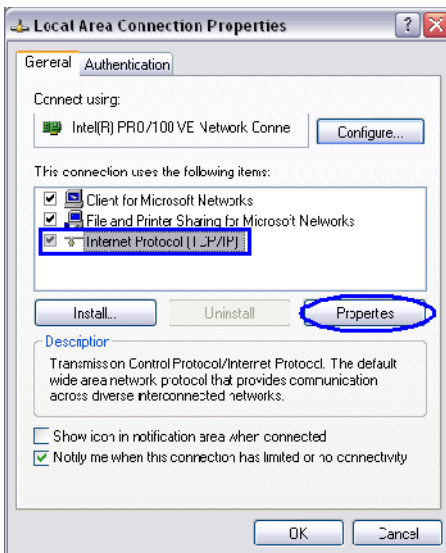 Local Area Connection Properties
General Authentication
Connect using:
Intel(R) PRO/100 VE Network Conne Configure...
This connection uses the following items:
Client for Microsoft Networks
File and Printer Sharing for Microsoft Networks
Internet Protocol (TCP/IP)
Install... Uninstall Properties
Description
Transmission Control Protocol/Internet Protocol. The default
wide area network protocol that provides communication
across diverse interconnected networks.
Show icon in notification area when connected
Notify me when this connection has limited or no connectivity
OK Cancel